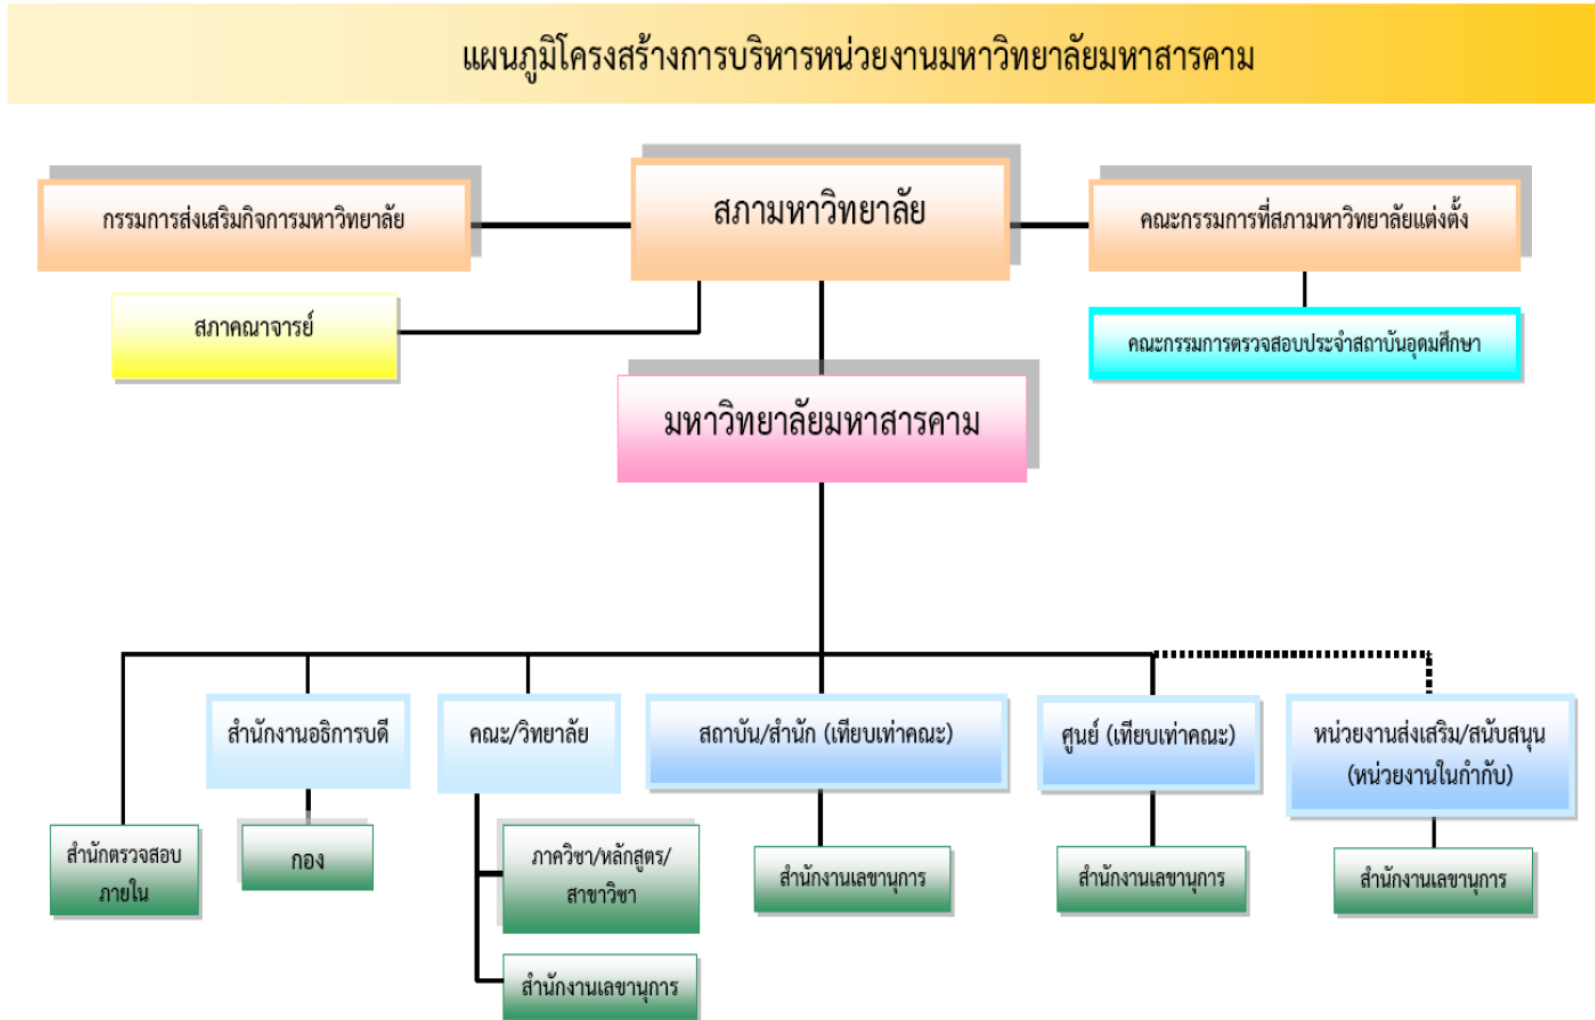 แผนภูมิโครงสร้างการบริหารหน่วยงานมหาวิทยาลัยมหาสารคาม
กรรมการส่งเสริมกิจการมหาวิทยาลัย
สภามหาวิทยาลัย
คณะกรรมการที่สภามหาวิทยาลัยแต่งตั้ง
สภาคณาจารย์
คณะกรรมการตรวจสอบประจำสถาบันอุดมศึกษา
มหาวิทยาลัยมหาสารคาม
สำนักงานอธิการบดี
คณะ/วิทยาลัย
สถาบัน/สำนัก (เทียบเท่าคณะ)
ศูนย์ (เทียบเท่าคณะ)
หน่วยงานส่งเสริม/สนับสนุน
(หน่วยงานในกำกับ)
สำนักตรวจสอบ
ภายใน
กอง
ภาควิชา/หลักสูตร/
สาขาวิชา
สำนักงานเลขานุการ
สำนักงานเลขานุการ
สำนักงานเลขานุการ
สำนักงานเลขานุการ